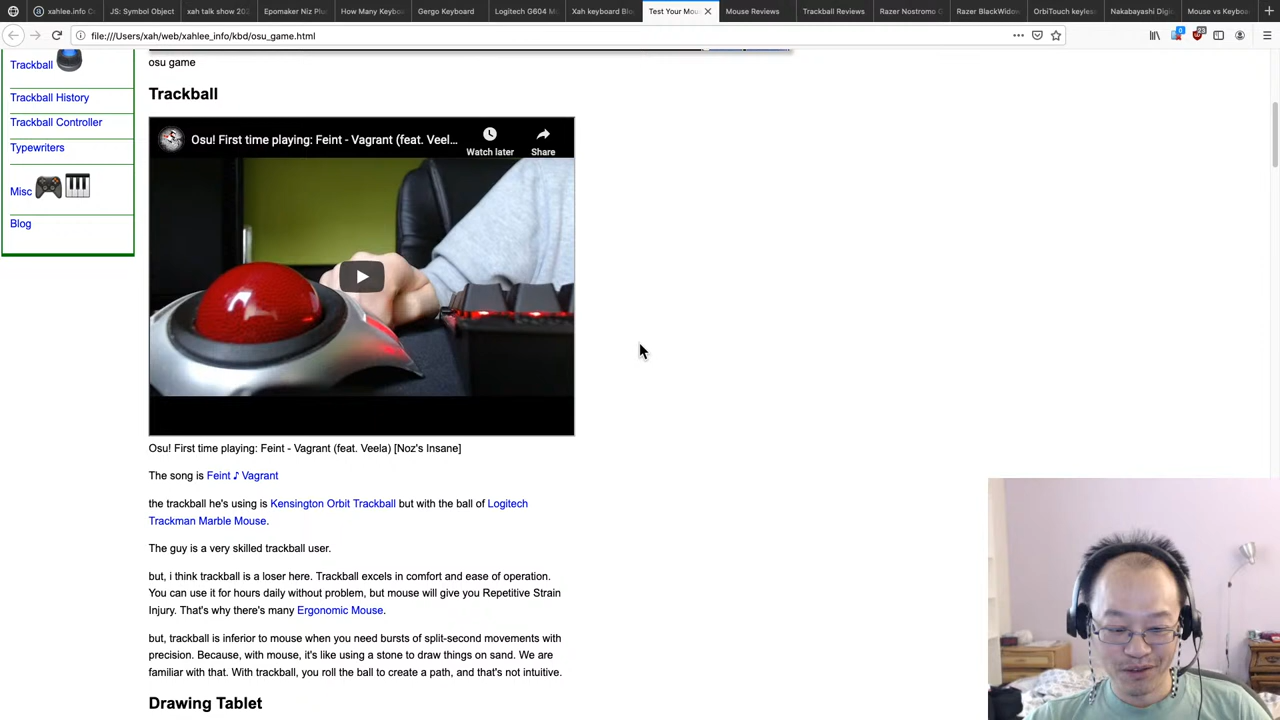 xahlee.info
JS: Symbol Object
xah talk show 202
Epomaker Niz Plu
How Many Keybo
Gergo Keyboard
Logitech G604 M
Xah keyboard Blo
Test Your Mou
Mouse Reviews
Trackball Reviews
Razer Nostromo
Razer BlackWidow
OrbiTouch keyles
Nakabayashi Digi
Mouse vs Keybo
file:///Users/xah/web/xahlee_info/kbd/osu_game.html
Trackball
Trackball History
Trackball Controller
Typewriters
Misc
Blog
osu game
Trackball
Osu! First time playing: Feint - Vagrant (feat. Veel...
Watch later
Share
Osu! First time playing: Feint - Vagrant (feat. Veela) [Noz's Insane]
The song is Feint ♪ Vagrant
the trackball he's using is Kensington Orbit Trackball but with the ball of Logitech
Trackman Marble Mouse.
The guy is a very skilled trackball user.
but, i think trackball is a loser here. Trackball excels in comfort and ease of operation.
You can use it for hours daily without problem, but mouse will give you Repetitive Strain
Injury. That's why there's many Ergonomic Mouse.
but, trackball is inferior to mouse when you need bursts of split-second movements with
precision. Because, with mouse, it's like using a stone to draw things on sand. We are
familiar with that. With trackball, you roll the ball to create a path, and that's not intuitive.
Drawing Tablet